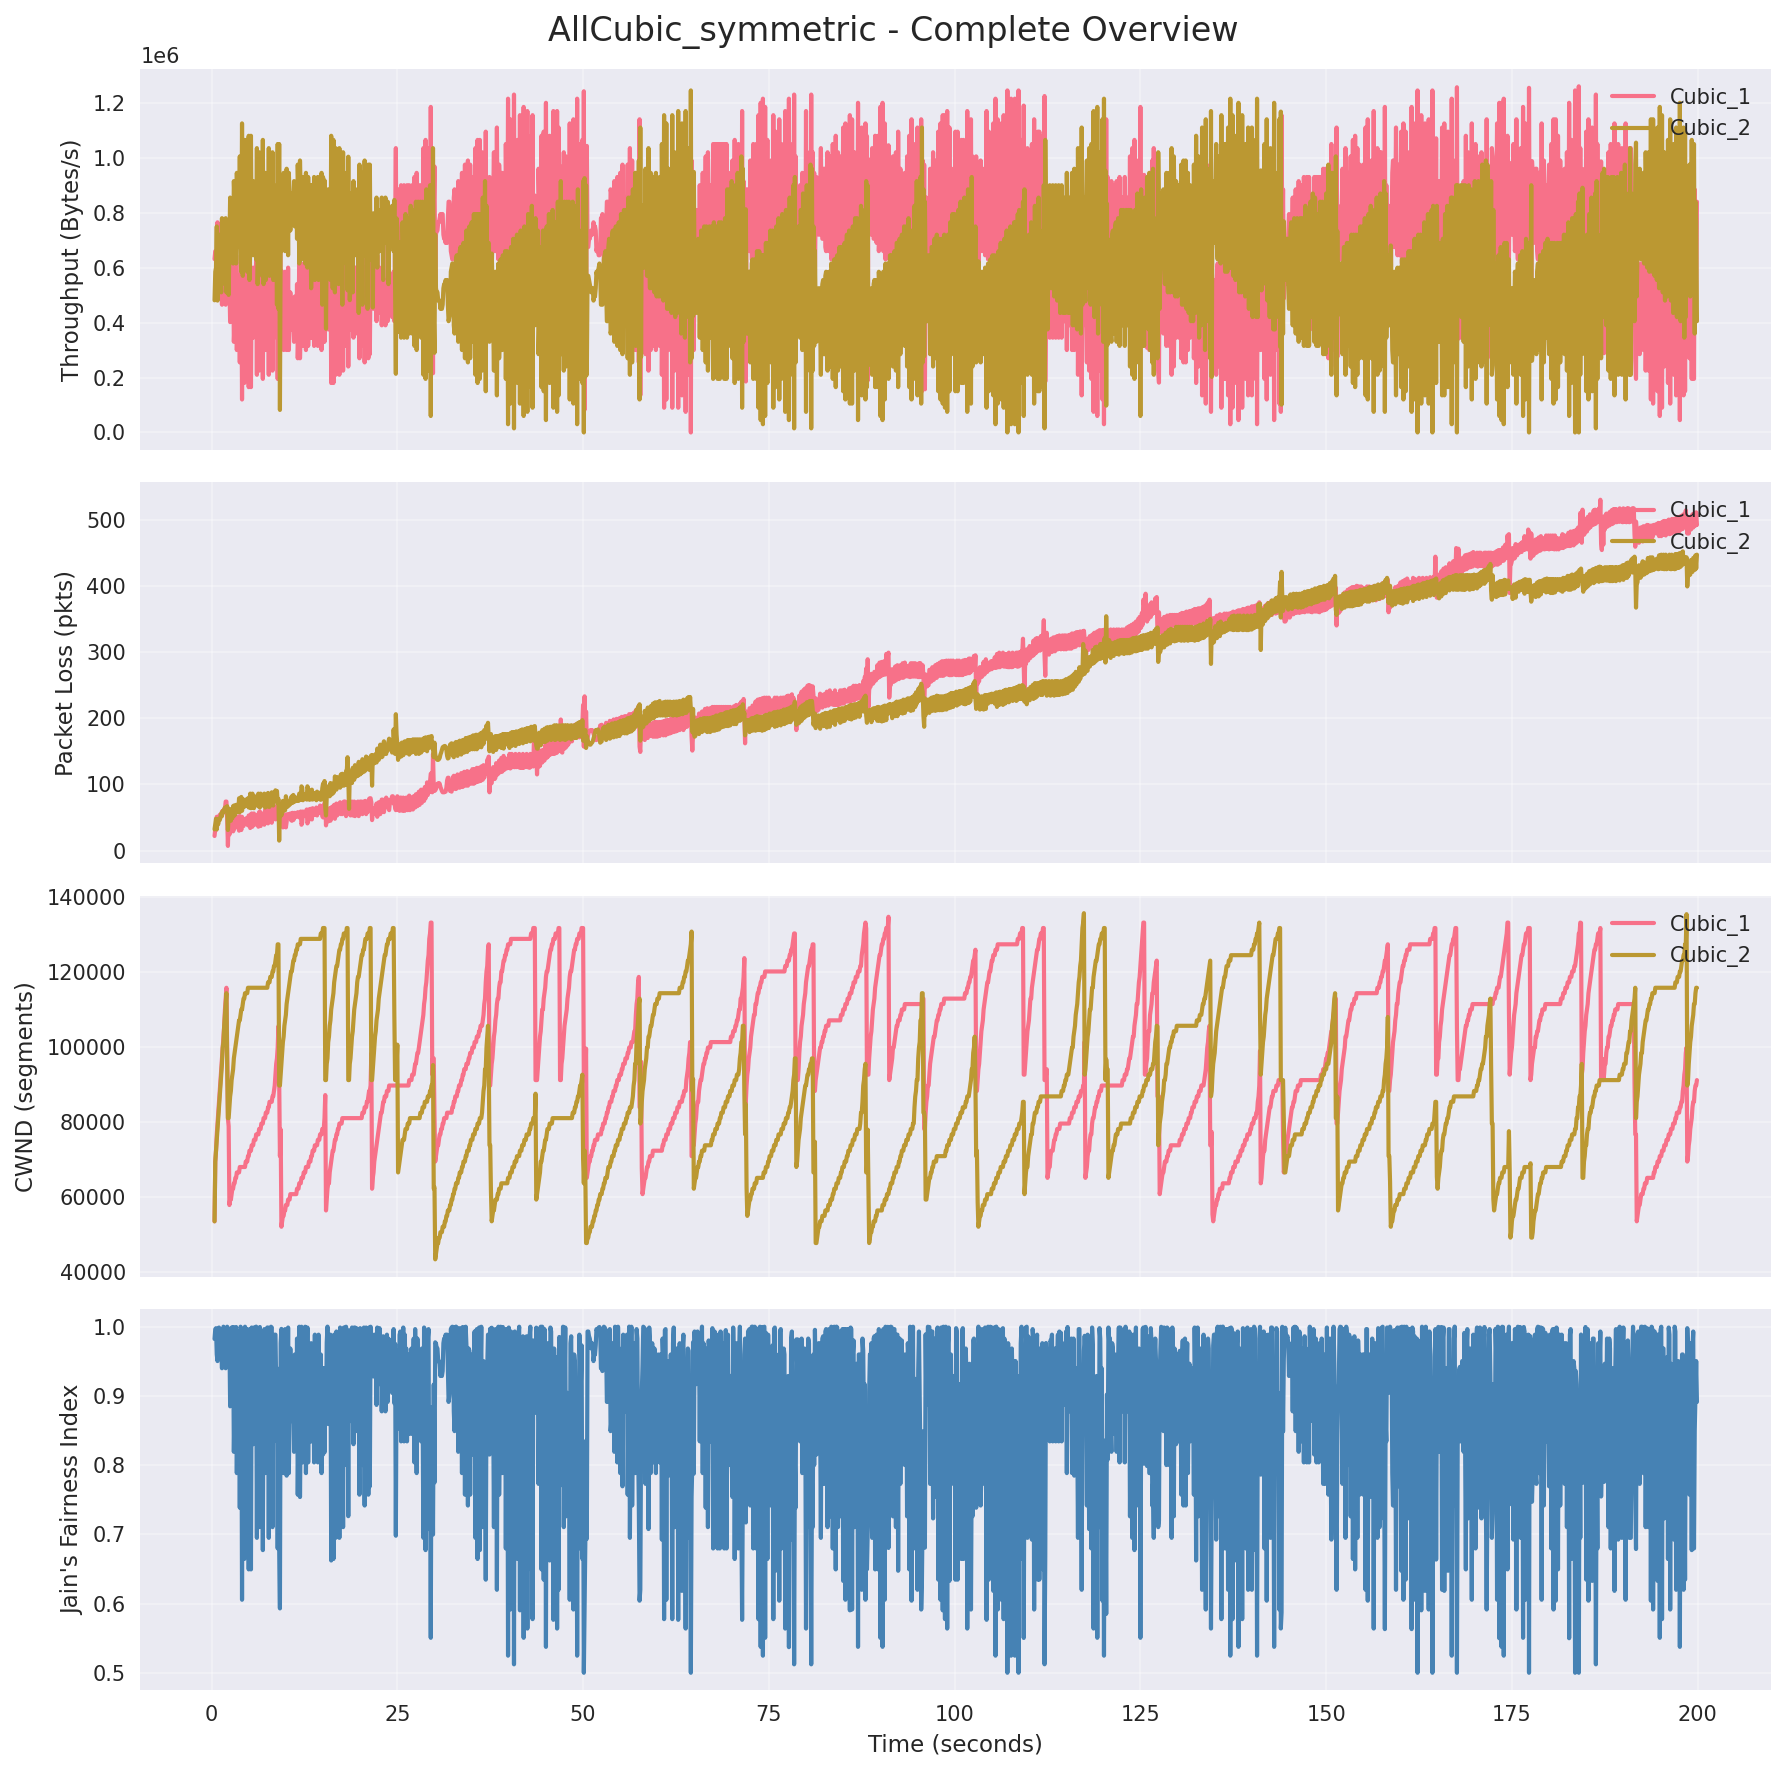 AllCubic_symmetric - Complete Overview
1e6
Throughput (Bytes/s)
1.2
1.0
0.8
0.6
0.4
0.2
0.0
Cubic_1
Cubic_2
Packet Loss (pkts)
500
400
300
200
100
0
Cubic_1
Cubic_2
CWND (segments)
140000
120000
100000
80000
60000
40000
Cubic_1
Cubic_2
Jain's Fairness Index
1.0
0.9
0.8
0.7
0.6
0.5
0 25 50 75 100 125 150 175 200
Time (seconds)